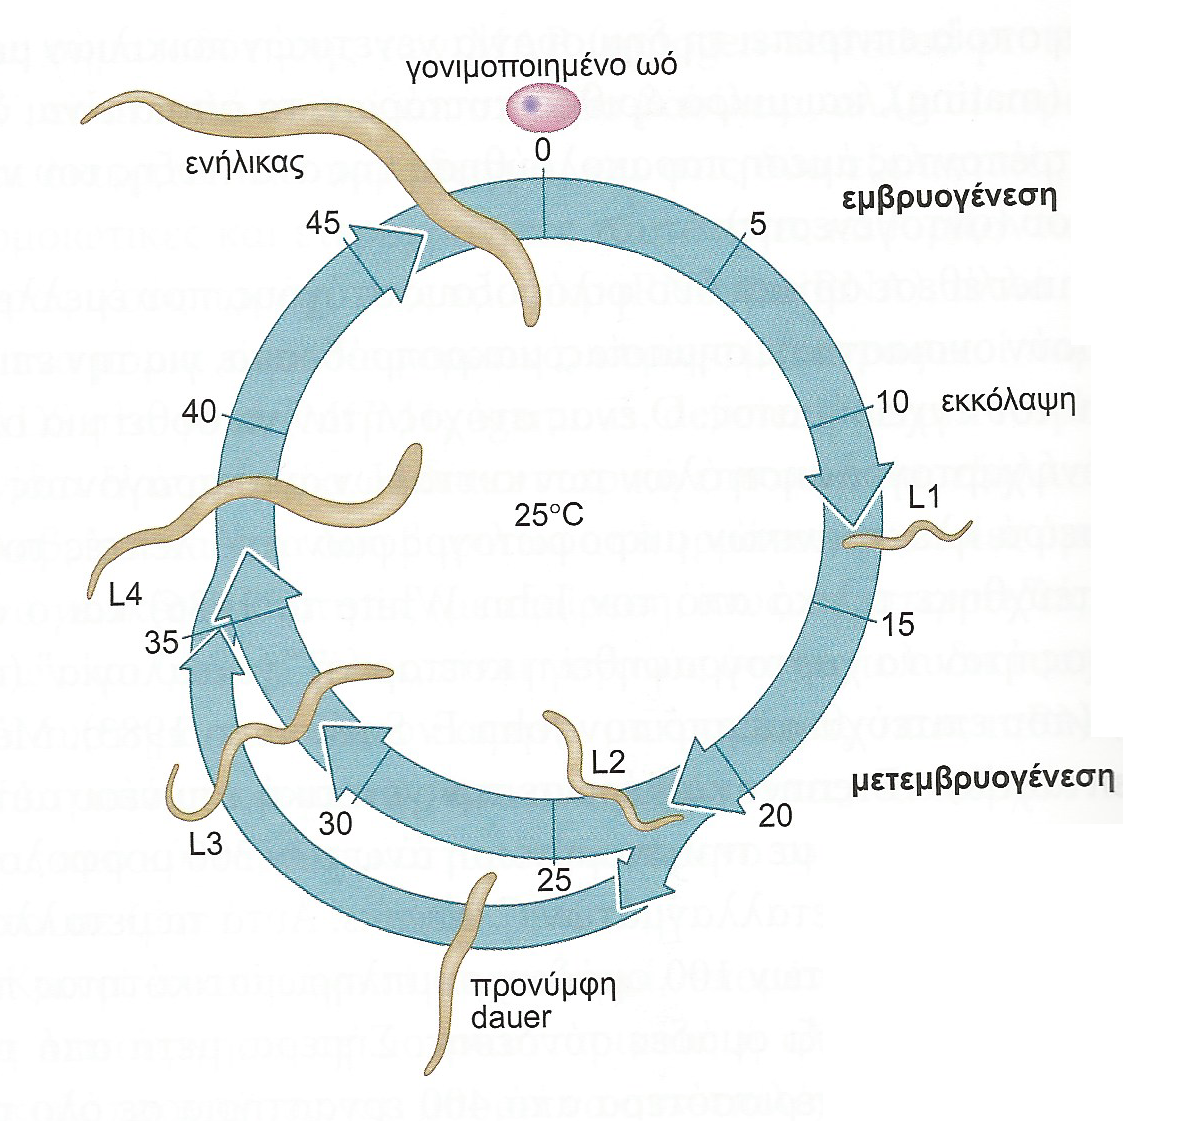 γονιμοποιημένο ωό
0
ενήλικας
εμβρυογένεση
45
5
40
10
εκκόλαψη
L1
25°C
L4
15
35
L2
μετεμβρυογένεση
20
30
L3
25
προνύμφη
dauer